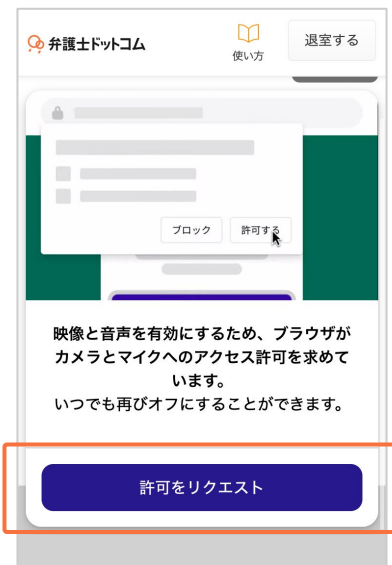 弁護士ドットコム
使い方
退室する
ブロック
許可する
映像と音声を有効にするため、ブラウザが
カメラとマイクへのアクセス許可を求めて
います。
いつでも再びオフにすることができます。
許可をリクエスト